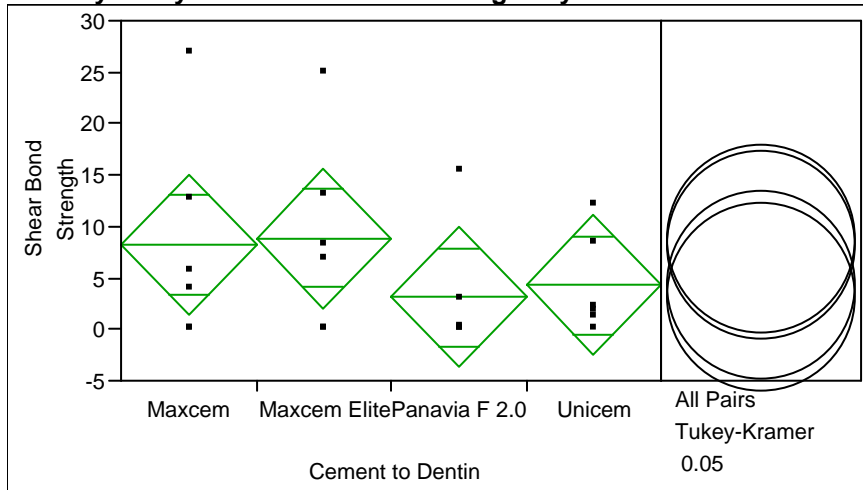 30
25
20
15
10
5
0
-5
Shear Bond
Strength
Maxcem
Maxcem Elite
Panavia F 2.0
Unicem
Cement to Dentin
All Pairs
Tukey-Kramer
0.05